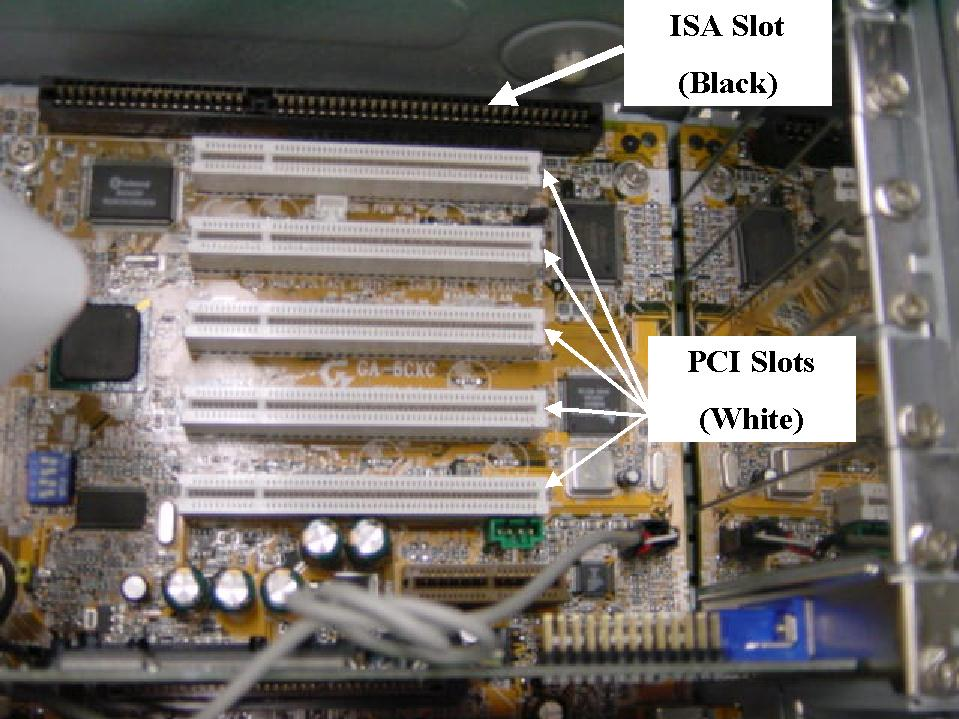 ISA Slot
(Black)
GA-6CXC
PCI Slots
(White)